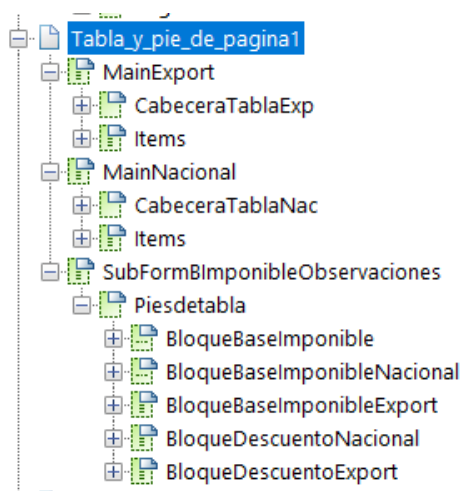 Tabla_y_pie_de_pagina1
MainExport
CabeceraTablaExp
Items
MainNacional
CabeceraTablaNac
Items
SubFormBImponibleObservaciones
Piesdetabla
BloqueBaseImponible
BloqueBaseImponibleNacional
BloqueBaseImponibleExport
BloqueDescuentoNacional
BloqueDescuentoExport